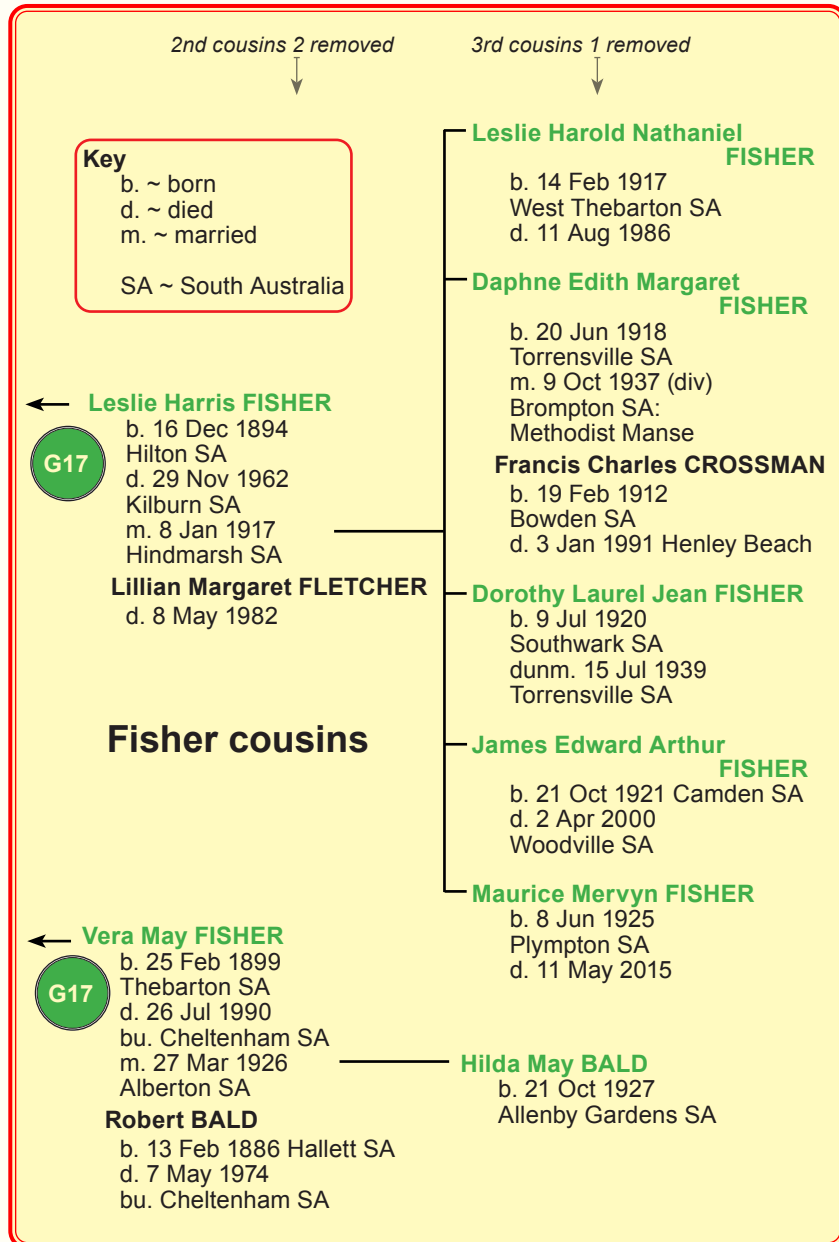 2nd cousins 2 removed
3rd cousins 1 removed
Key
b. ~ born
d. ~ died
m. ~ married
SA ~ South Australia
Leslie Harris FISHER
G17
b. 16 Dec 1894
Hilton SA
d. 29 Nov 1962
Kilburn SA
m. 8 Jan 1917
Hindmarsh SA
Lillian Margaret FLETCHER
d. 8 May 1982
Leslie Harold Nathaniel
FISHER
b. 14 Feb 1917
West Thebarton SA
d. 11 Aug 1986
Daphne Edith Margaret
FISHER
b. 20 Jun 1918
Torrensville SA
m. 9 Oct 1937 (div)
Brompton SA:
Methodist Manse
Francis Charles CROSSMAN
b. 19 Feb 1912
Bowden SA
d. 3 Jan 1991 Henley Beach
Dorothy Laurel Jean FISHER
b. 9 Jul 1920
Southwark SA
dunm. 15 Jul 1939
Torrensville SA
James Edward Arthur
FISHER
b. 21 Oct 1921 Camden SA
d. 2 Apr 2000
Woodville SA
Maurice Mervyn FISHER
b. 8 Jun 1925
Plympton SA
d. 11 May 2015
Fisher cousins
Vera May FISHER
G17
b. 25 Feb 1899
Thebarton SA
d. 26 Jul 1990
bu. Cheltenham SA
m. 27 Mar 1926
Alberton SA
Robert BALD
b. 13 Feb 1886 Hallett SA
d. 7 May 1974
bu. Cheltenham SA
Hilda May BALD
b. 21 Oct 1927
Allenby Gardens SA